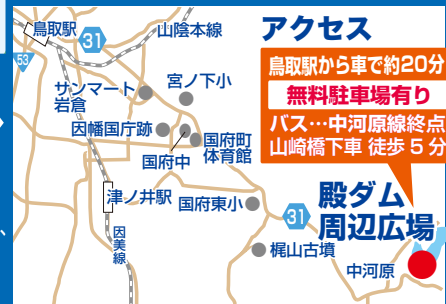 アクセス
鳥取駅から車で約20分
無料駐車場有り
バス…中河原線終点
山崎橋下車 徒歩5分
鳥取駅
31
山陰本線
53
サンマート
岩倉
宮ノ下小
因幡国庁跡
国府町
体育館
国府中
津ノ井駅
国府東小
31
殿ダム
周辺広場
因美線
梶山古墳
中河原